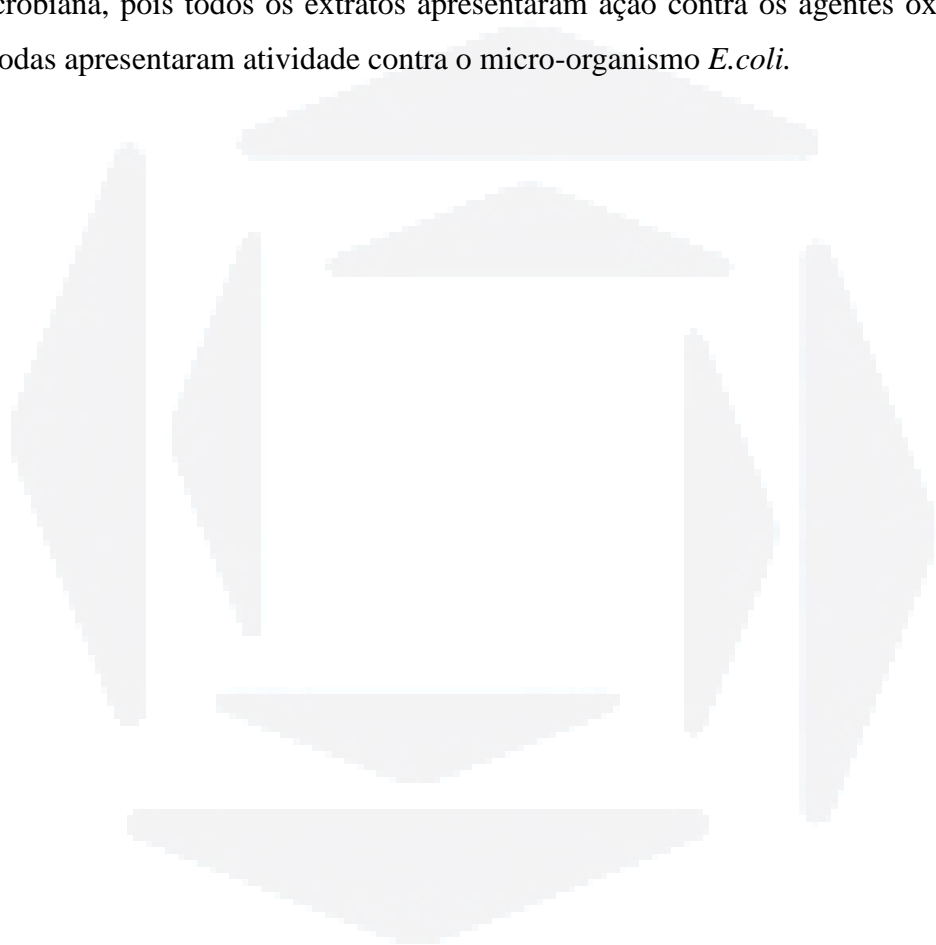 crobiana, pois todos os extratos apresentaram ação contra os agentes ox
odas apresentaram atividade contra o micro-organismo E.coli.